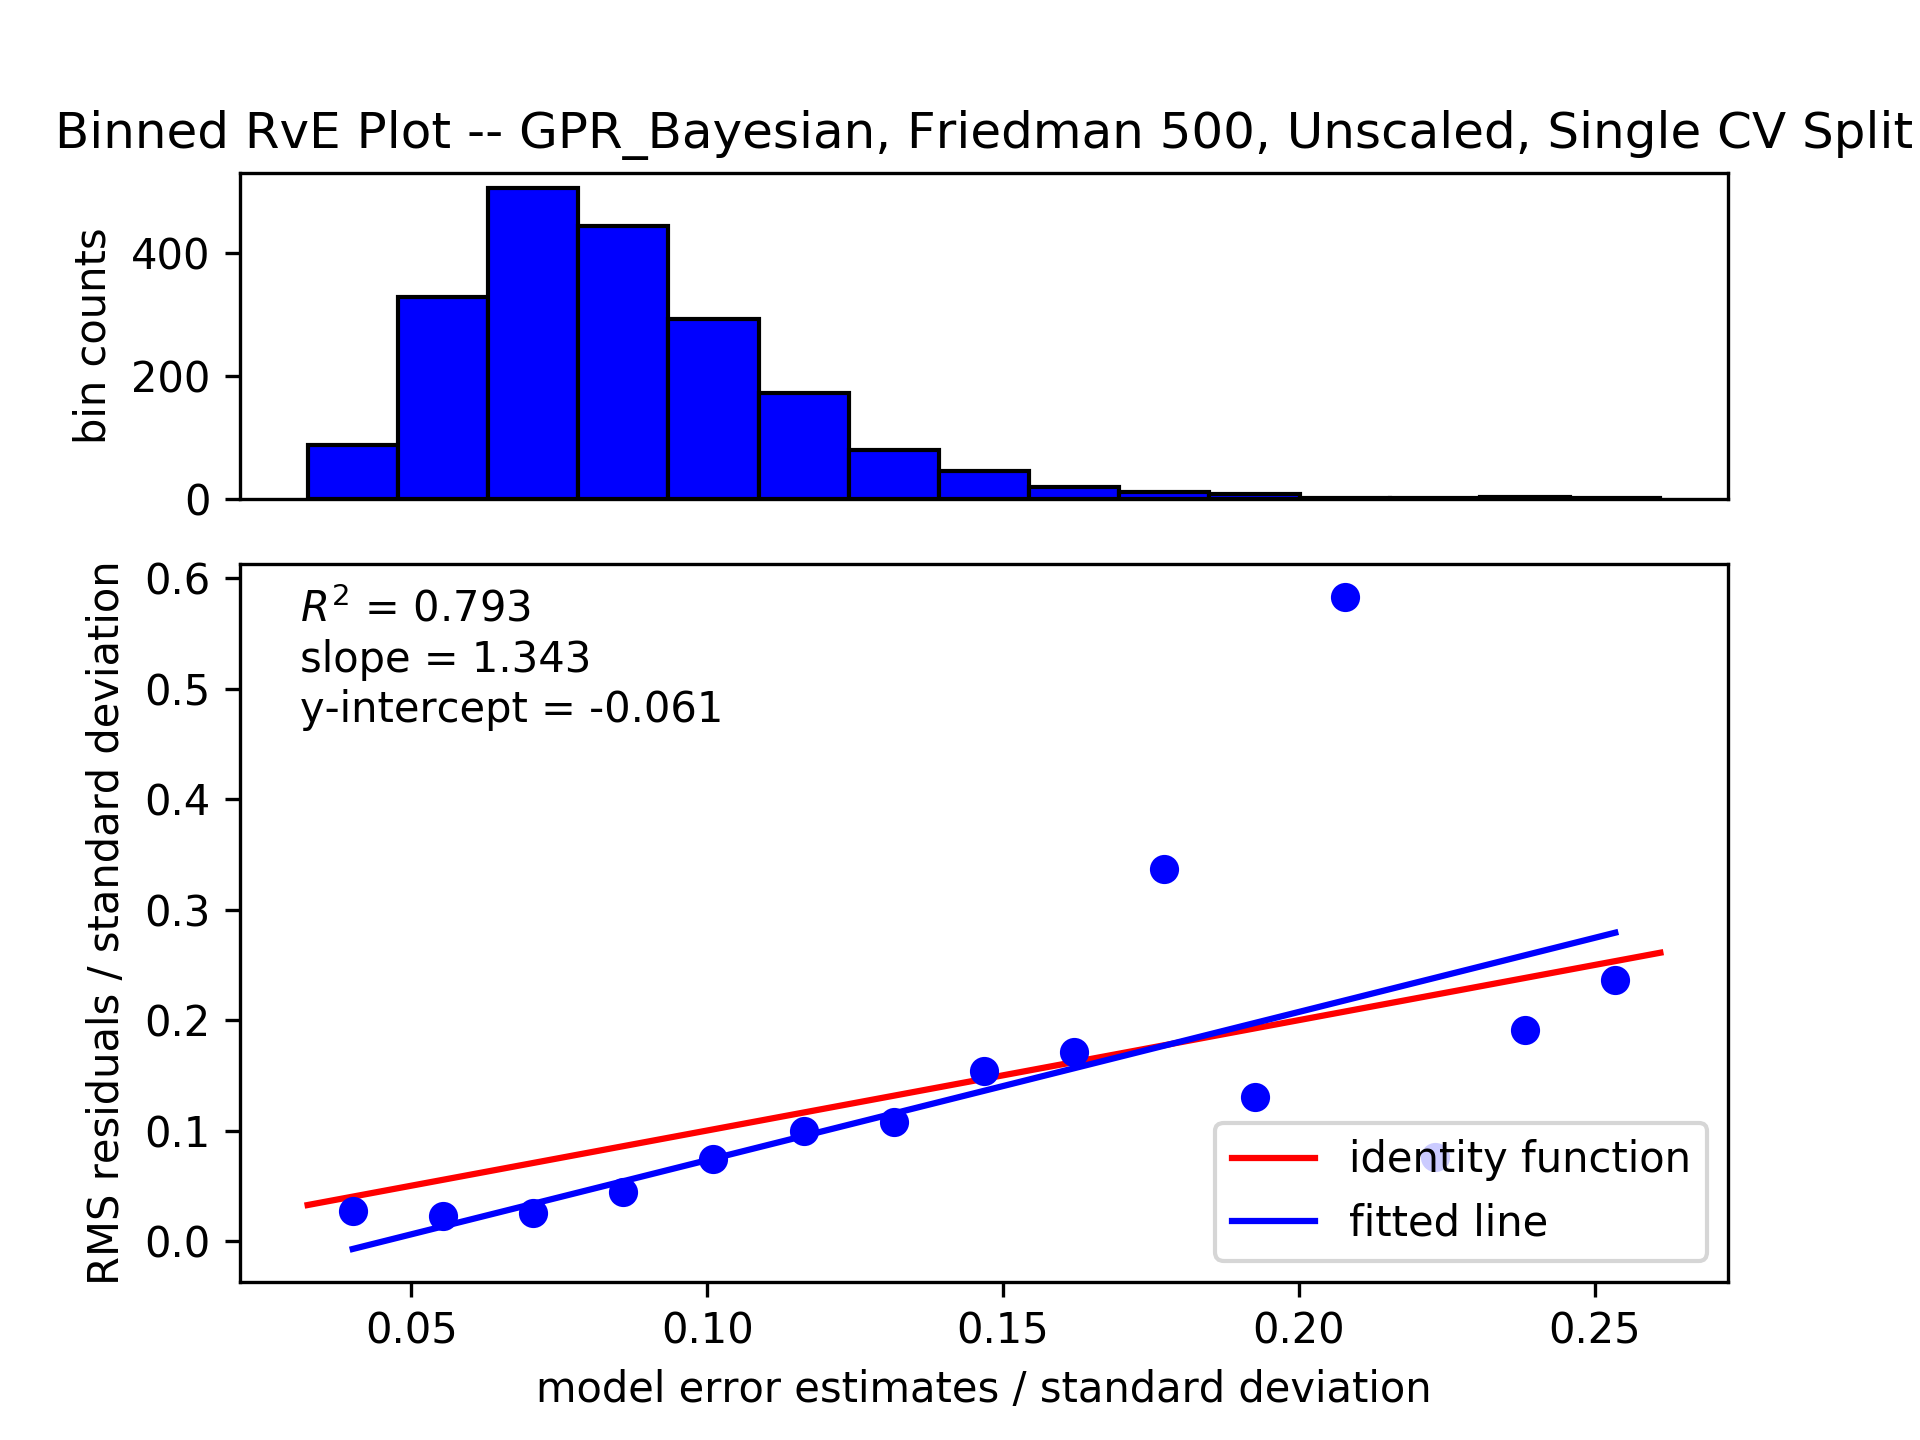 Binned RvE Plot -- GPR_Bayesian, Friedman 500, Unscaled, Single CV Split
bin counts
400
200
0
RMS residuals / standard deviation
0.6
0.5
0.4
0.3
0.2
0.1
0.0
R² = 0.793
slope = 1.343
y-intercept = -0.061
identity function
fitted line
0.05 0.10 0.15 0.20 0.25
model error estimates / standard deviation